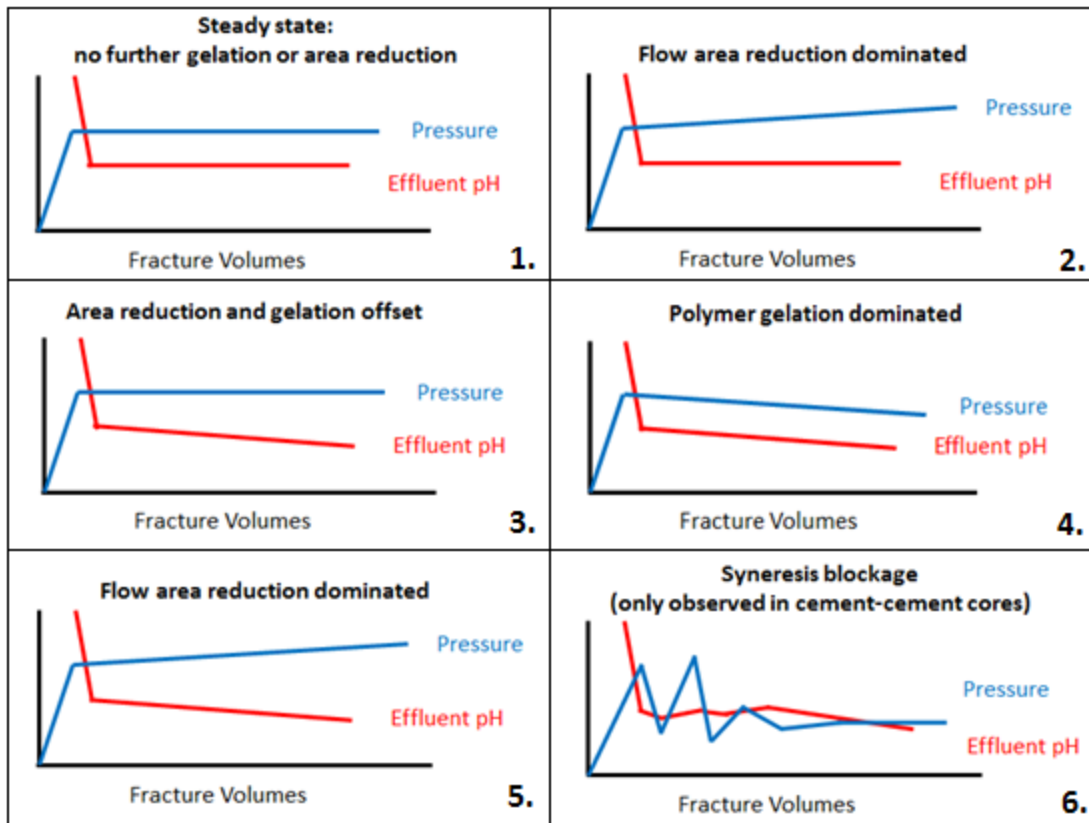 Steady state:
no further gelation or area reduction
Pressure
Effluent pH
Fracture Volumes
1.
Flow area reduction dominated
Pressure
Effluent pH
Fracture Volumes
2.
Area reduction and gelation offset
Pressure
Effluent pH
Fracture Volumes
3.
Polymer gelation dominated
Pressure
Effluent pH
Fracture Volumes
4.
Flow area reduction dominated
Pressure
Effluent pH
Fracture Volumes
5.
Syneresis blockage
(only observed in cement-cement cores)
Pressure
Effluent pH
Fracture Volumes
6.